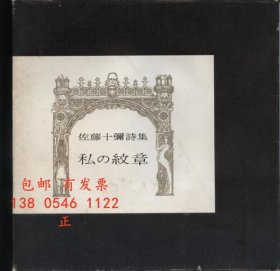 佐藤十彌詩集
私の紋章
包邮 有发票
138 0546 1122
正